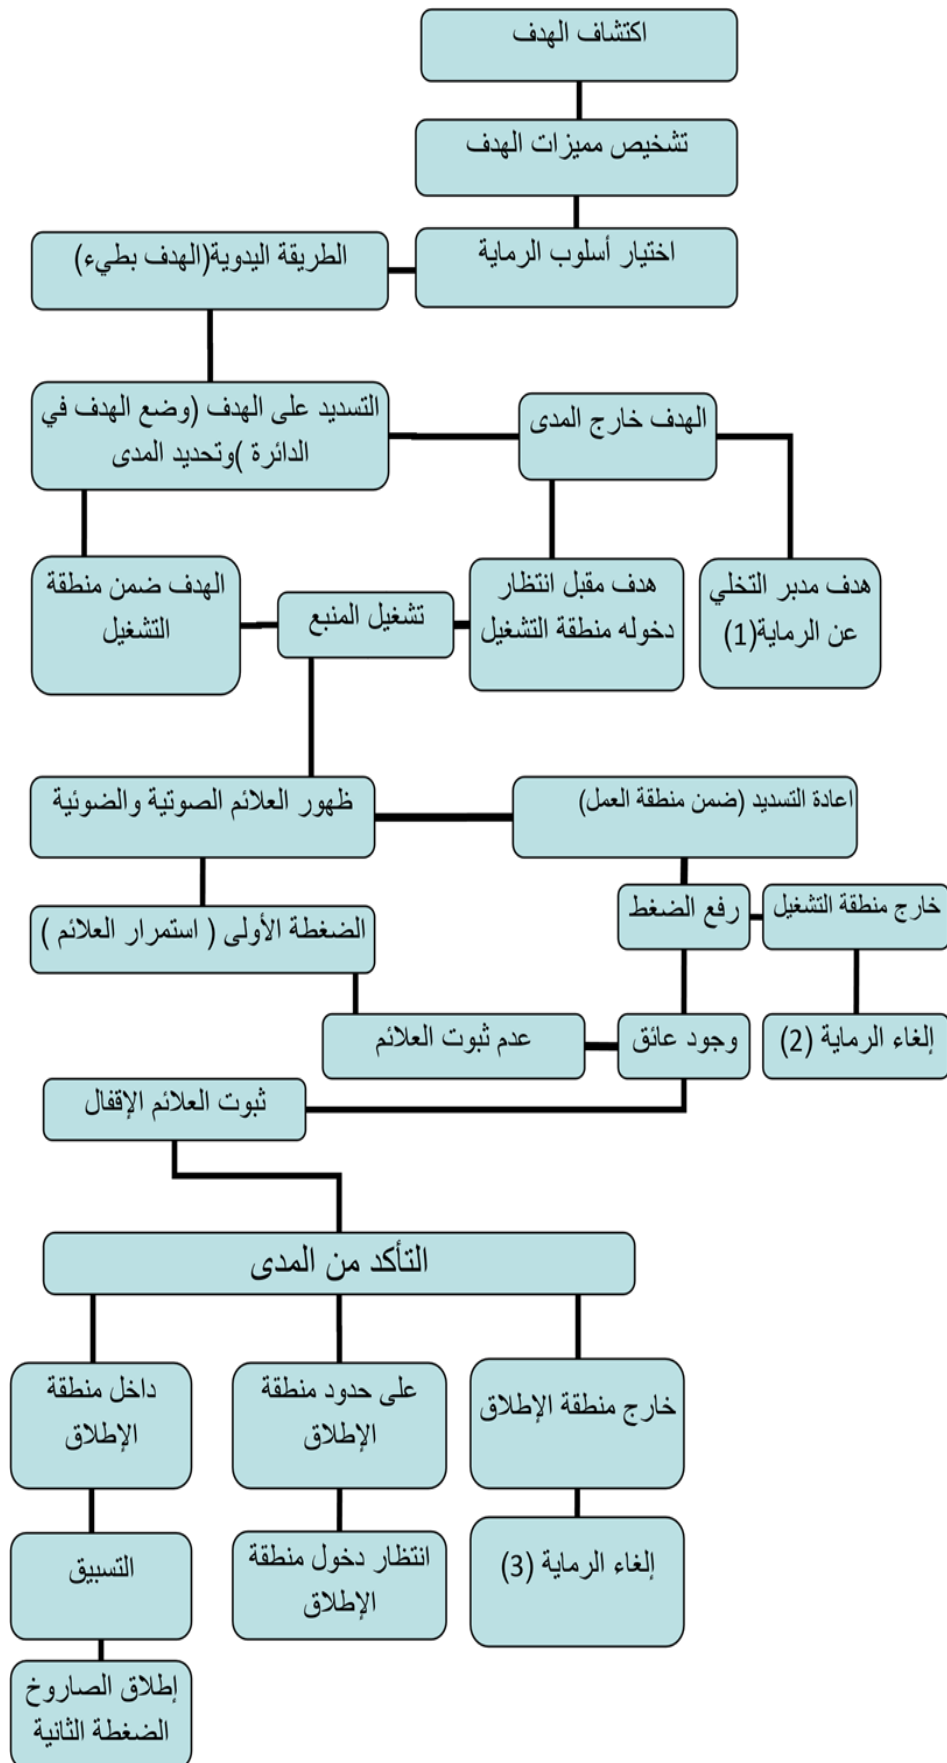 اكتشاف الهدف
تشخيص مميزات الهدف
اختيار أسلوب الرماية
الطريقة اليدوية(الهدف بطيء)
الهدف خارج المدى
التسديد على الهدف (وضع الهدف في
الدائرة )وتحديد المدى
هدف مدبر التخلي
عن الرماية(1)
هدف مقبل انتظار
دخوله منطقة التشغيل
تشغيل المنبع
الهدف ضمن منطقة
التشغيل
اعادة التسديد (ضمن منطقة العمل)
ظهور العلائم الصوتية والضوئية
خارج منطقة التشغيل
رفع الضغط
الضغطة الأولى ( استمرار العلائم )
إلغاء الرماية (2)
وجود عائق
عدم ثبوت العلائم
ثبوت العلائم الإقفال
التأكد من المدى
خارج منطقة الإطلاق
على حدود منطقة
الإطلاق
داخل منطقة
الإطلاق
إلغاء الرماية (3)
انتظار دخول منطقة
الإطلاق
التسبيق
إطلاق الصاروخ
الضغطة الثانية